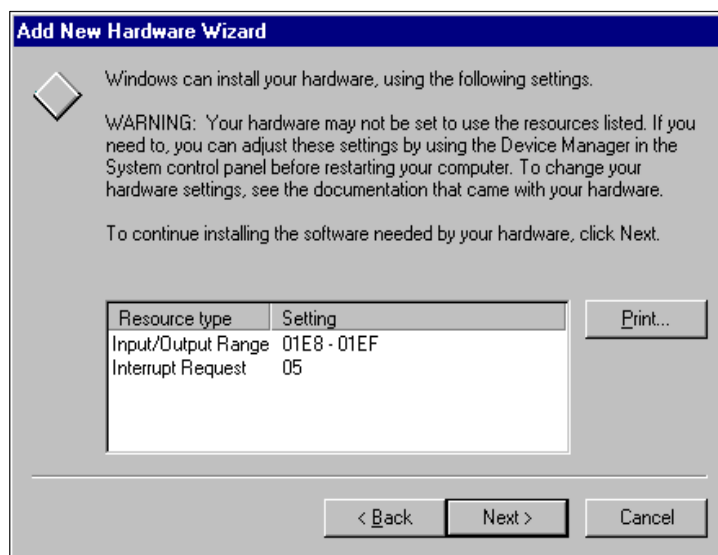 Add New Hardware Wizard
Windows can install your hardware, using the following settings.
WARNING:  Your hardware may not be set to use the resources listed. If you
need to, you can adjust these settings by using the Device Manager in the
System control panel before restarting your computer. To change your
hardware settings, see the documentation that came with your hardware.
To continue installing the software needed by your hardware, click Next.
Resource type Setting
Input/Output Range 01E8 - 01EF
Interrupt Request 05
Print...
< Back Next > Cancel